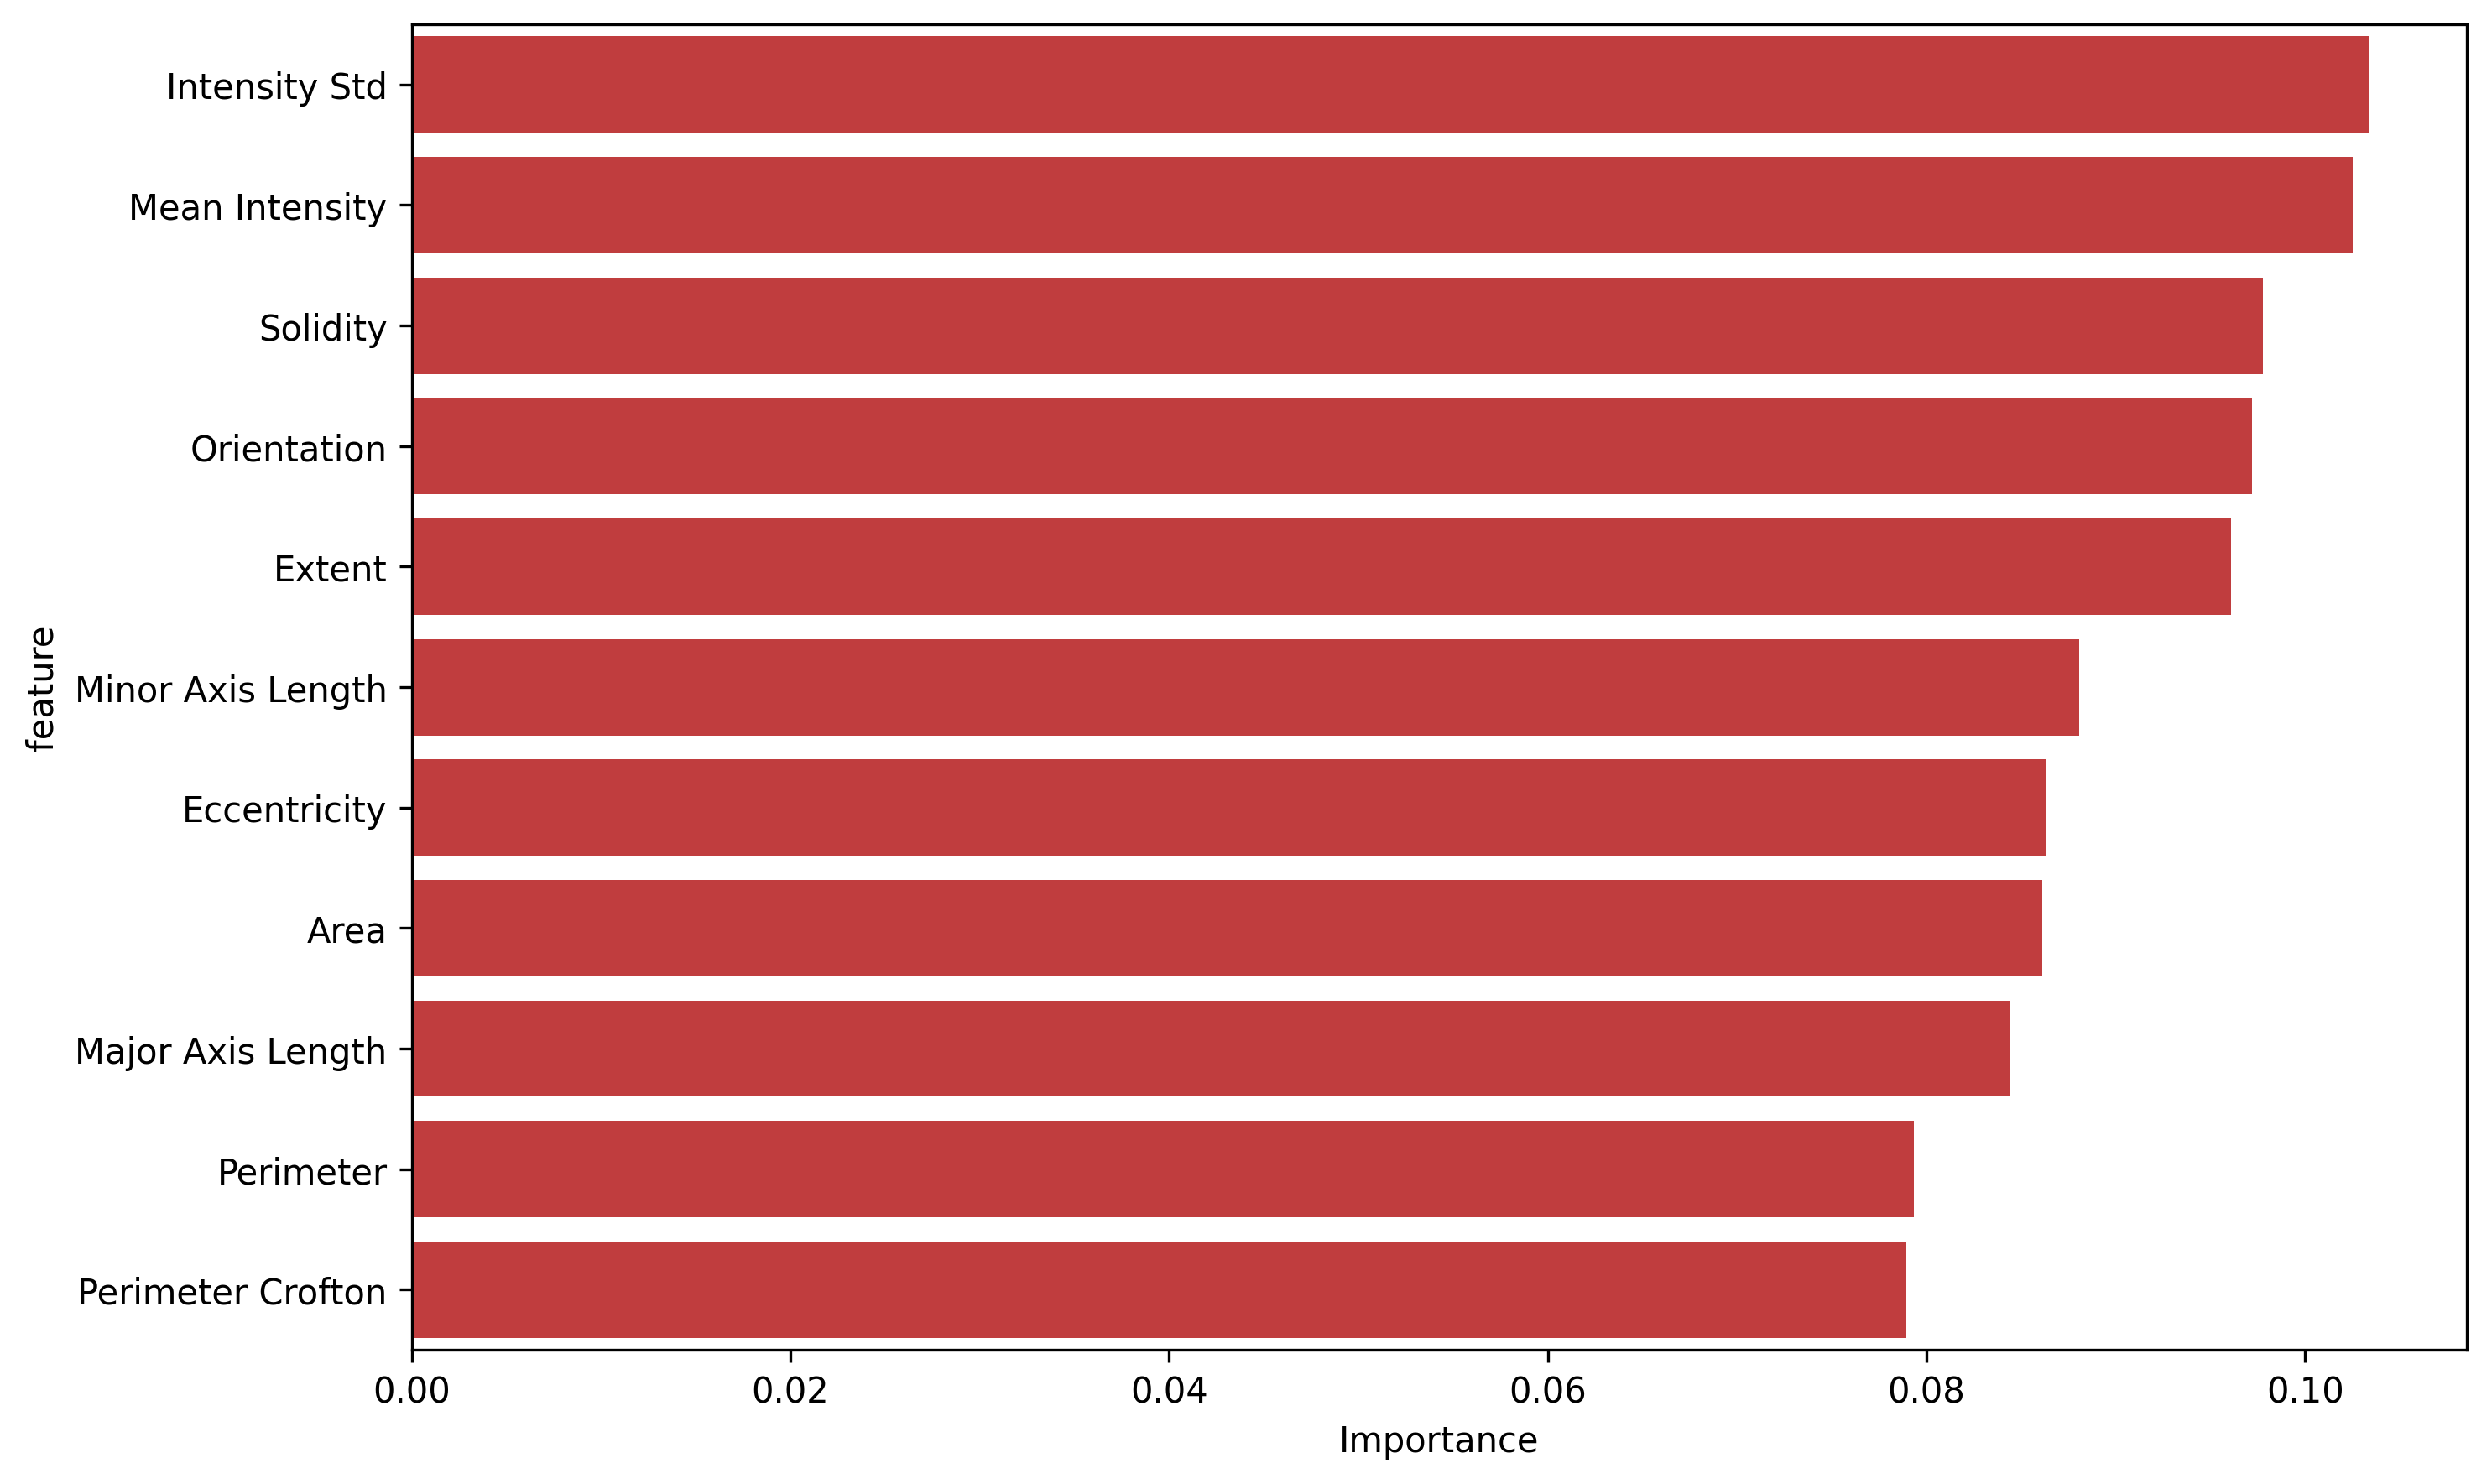 Intensity Std
Mean Intensity
Solidity
Orientation
Extent
Minor Axis Length
Eccentricity
Area
Major Axis Length
Perimeter
Perimeter Crofton
feature
0.00 0.02 0.04 0.06 0.08 0.10
Importance